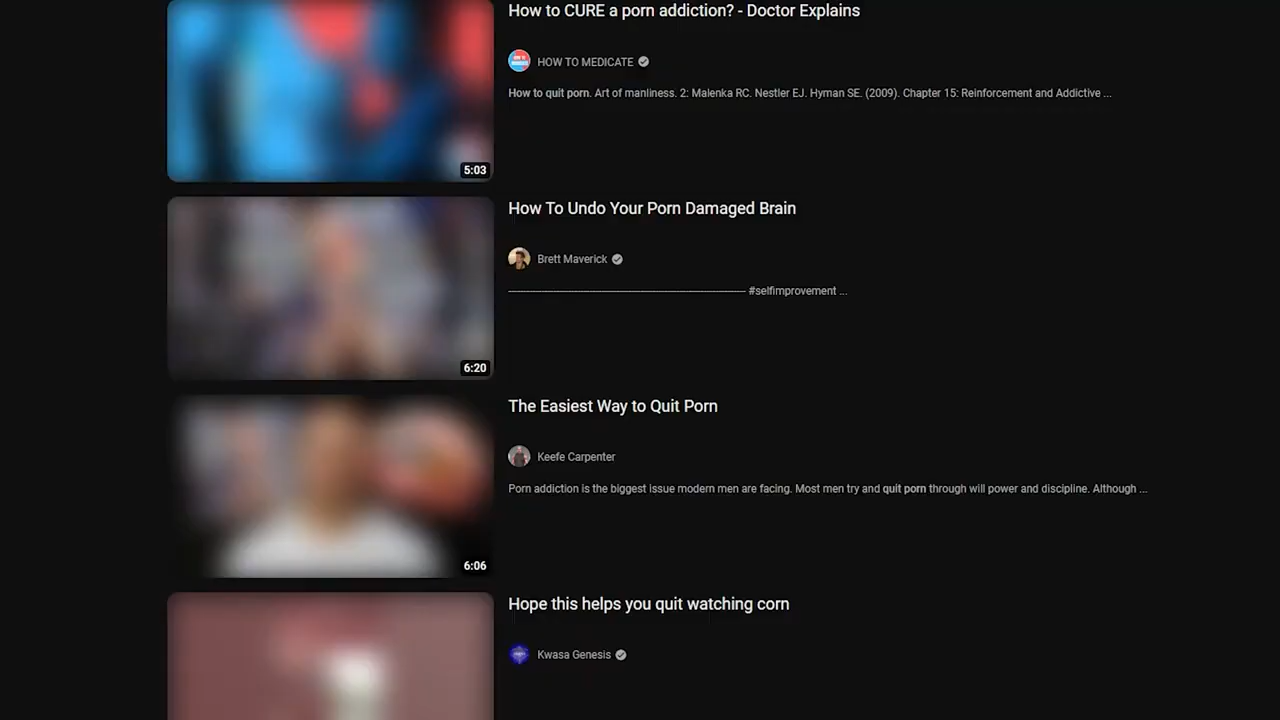 How to CURE a porn addiction? - Doctor Explains
HOW TO MEDICATE
How to quit porn. Art of manliness. 2: Malenka RC. Nestler EJ. Hyman SE. (2009). Chapter 15: Reinforcement and Addictive ...
5:03
How To Undo Your Porn Damaged Brain
Brett Maverick
------------------------------------------------------------------------ #selfimprovement ...
6:20
The Easiest Way to Quit Porn
Keefe Carpenter
Porn addiction is the biggest issue modern men are facing. Most men try and quit porn through will power and discipline. Although ...
6:06
Hope this helps you quit watching corn
Kwasa Genesis